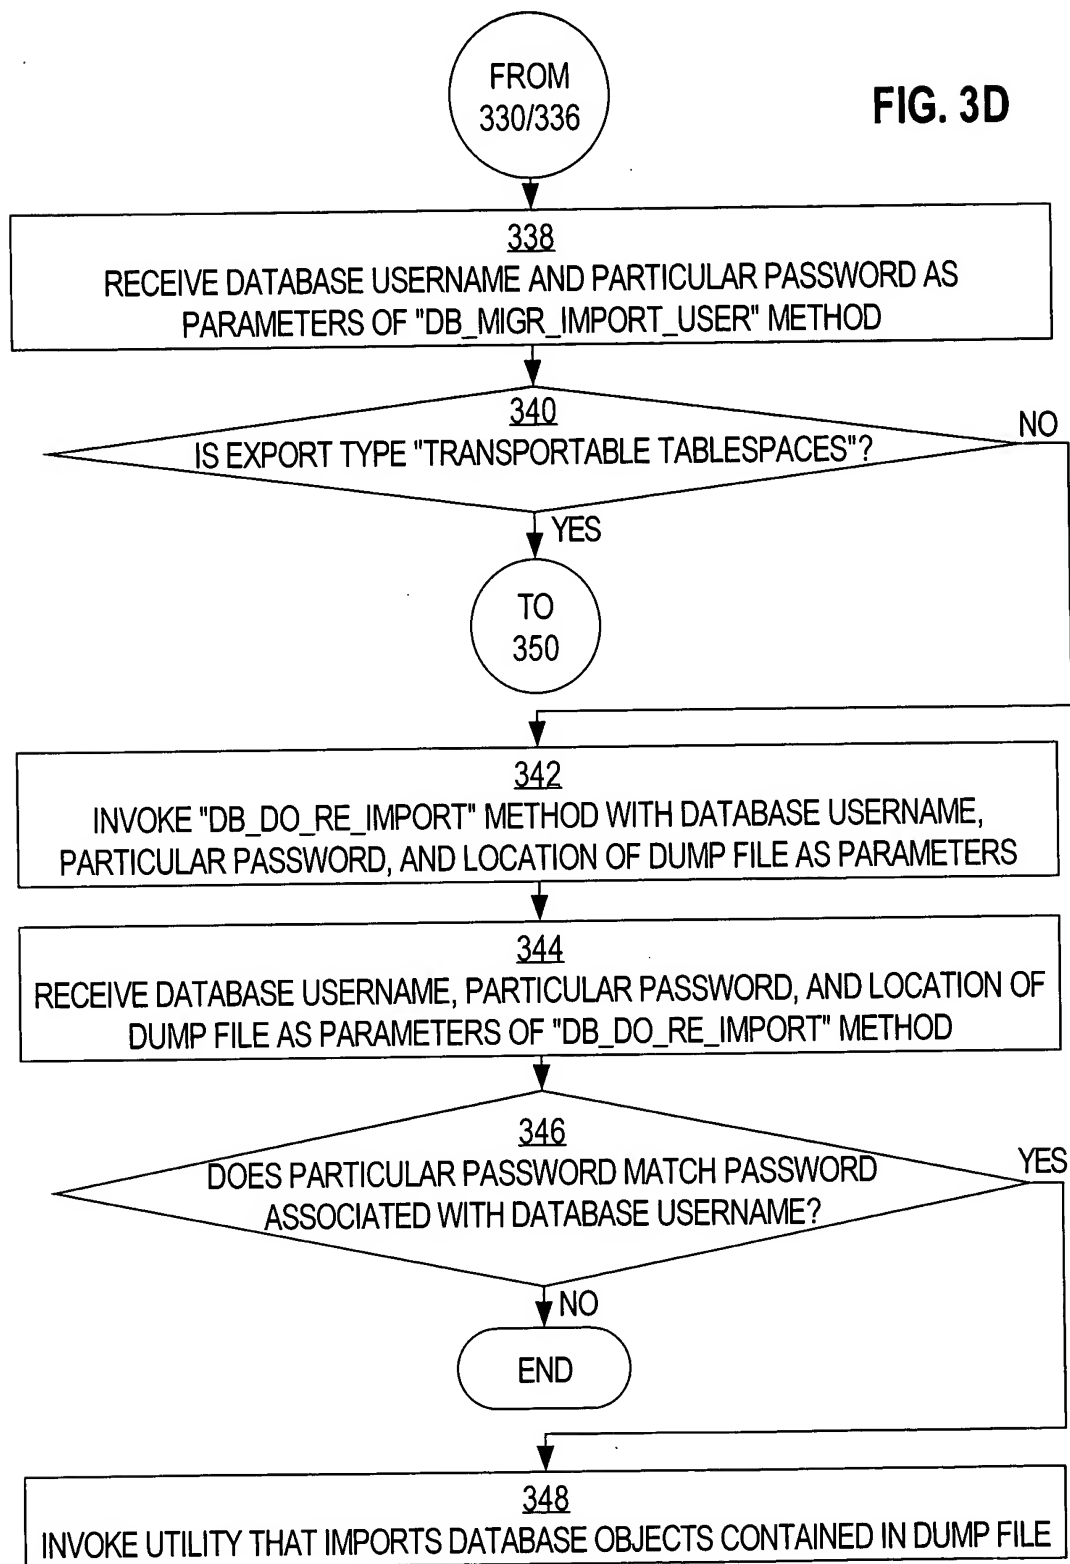 FROM
330/336
FIG. 3D
338
RECEIVE DATABASE USERNAME AND PARTICULAR PASSWORD AS
PARAMETERS OF "DB_MIGR_IMPORT_USER" METHOD
340
IS EXPORT TYPE "TRANSPORTABLE TABLESPACES"?
NO
YES
TO
350
342
INVOKE "DB_DO_RE_IMPORT" METHOD WITH DATABASE USERNAME,
PARTICULAR PASSWORD, AND LOCATION OF DUMP FILE AS PARAMETERS
344
RECEIVE DATABASE USERNAME, PARTICULAR PASSWORD, AND LOCATION OF
DUMP FILE AS PARAMETERS OF "DB_DO_RE_IMPORT" METHOD
346
DOES PARTICULAR PASSWORD MATCH PASSWORD
ASSOCIATED WITH DATABASE USERNAME?
YES
NO
END
348
INVOKE UTILITY THAT IMPORTS DATABASE OBJECTS CONTAINED IN DUMP FILE